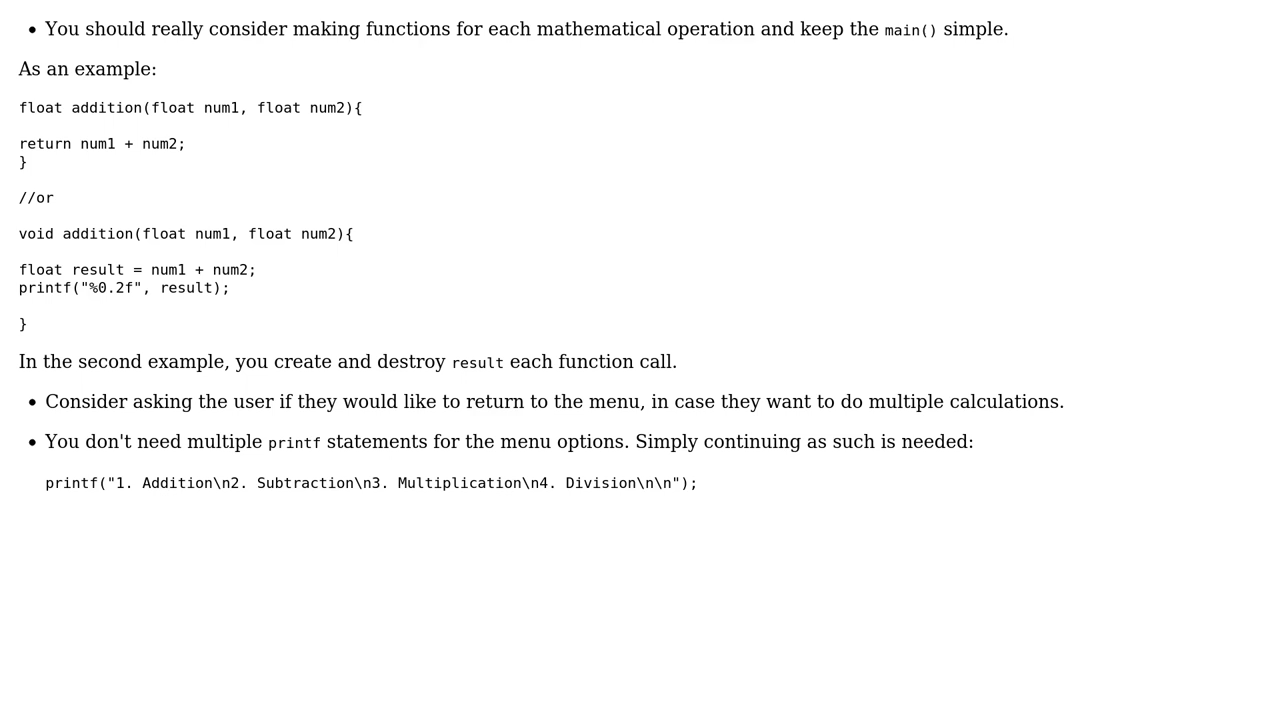 • You should really consider making functions for each mathematical operation and keep the main() simple.
As an example:
float addition(float num1, float num2){
return num1 + num2;
}
//or
void addition(float num1, float num2){
float result = num1 + num2;
printf("%0.2f", result);
}
In the second example, you create and destroy result each function call.
• Consider asking the user if they would like to return to the menu, in case they want to do multiple calculations.
• You don't need multiple printf statements for the menu options. Simply continuing as such is needed:
printf("1. Addition\n2. Subtraction\n3. Multiplication\n4. Division\n\n");